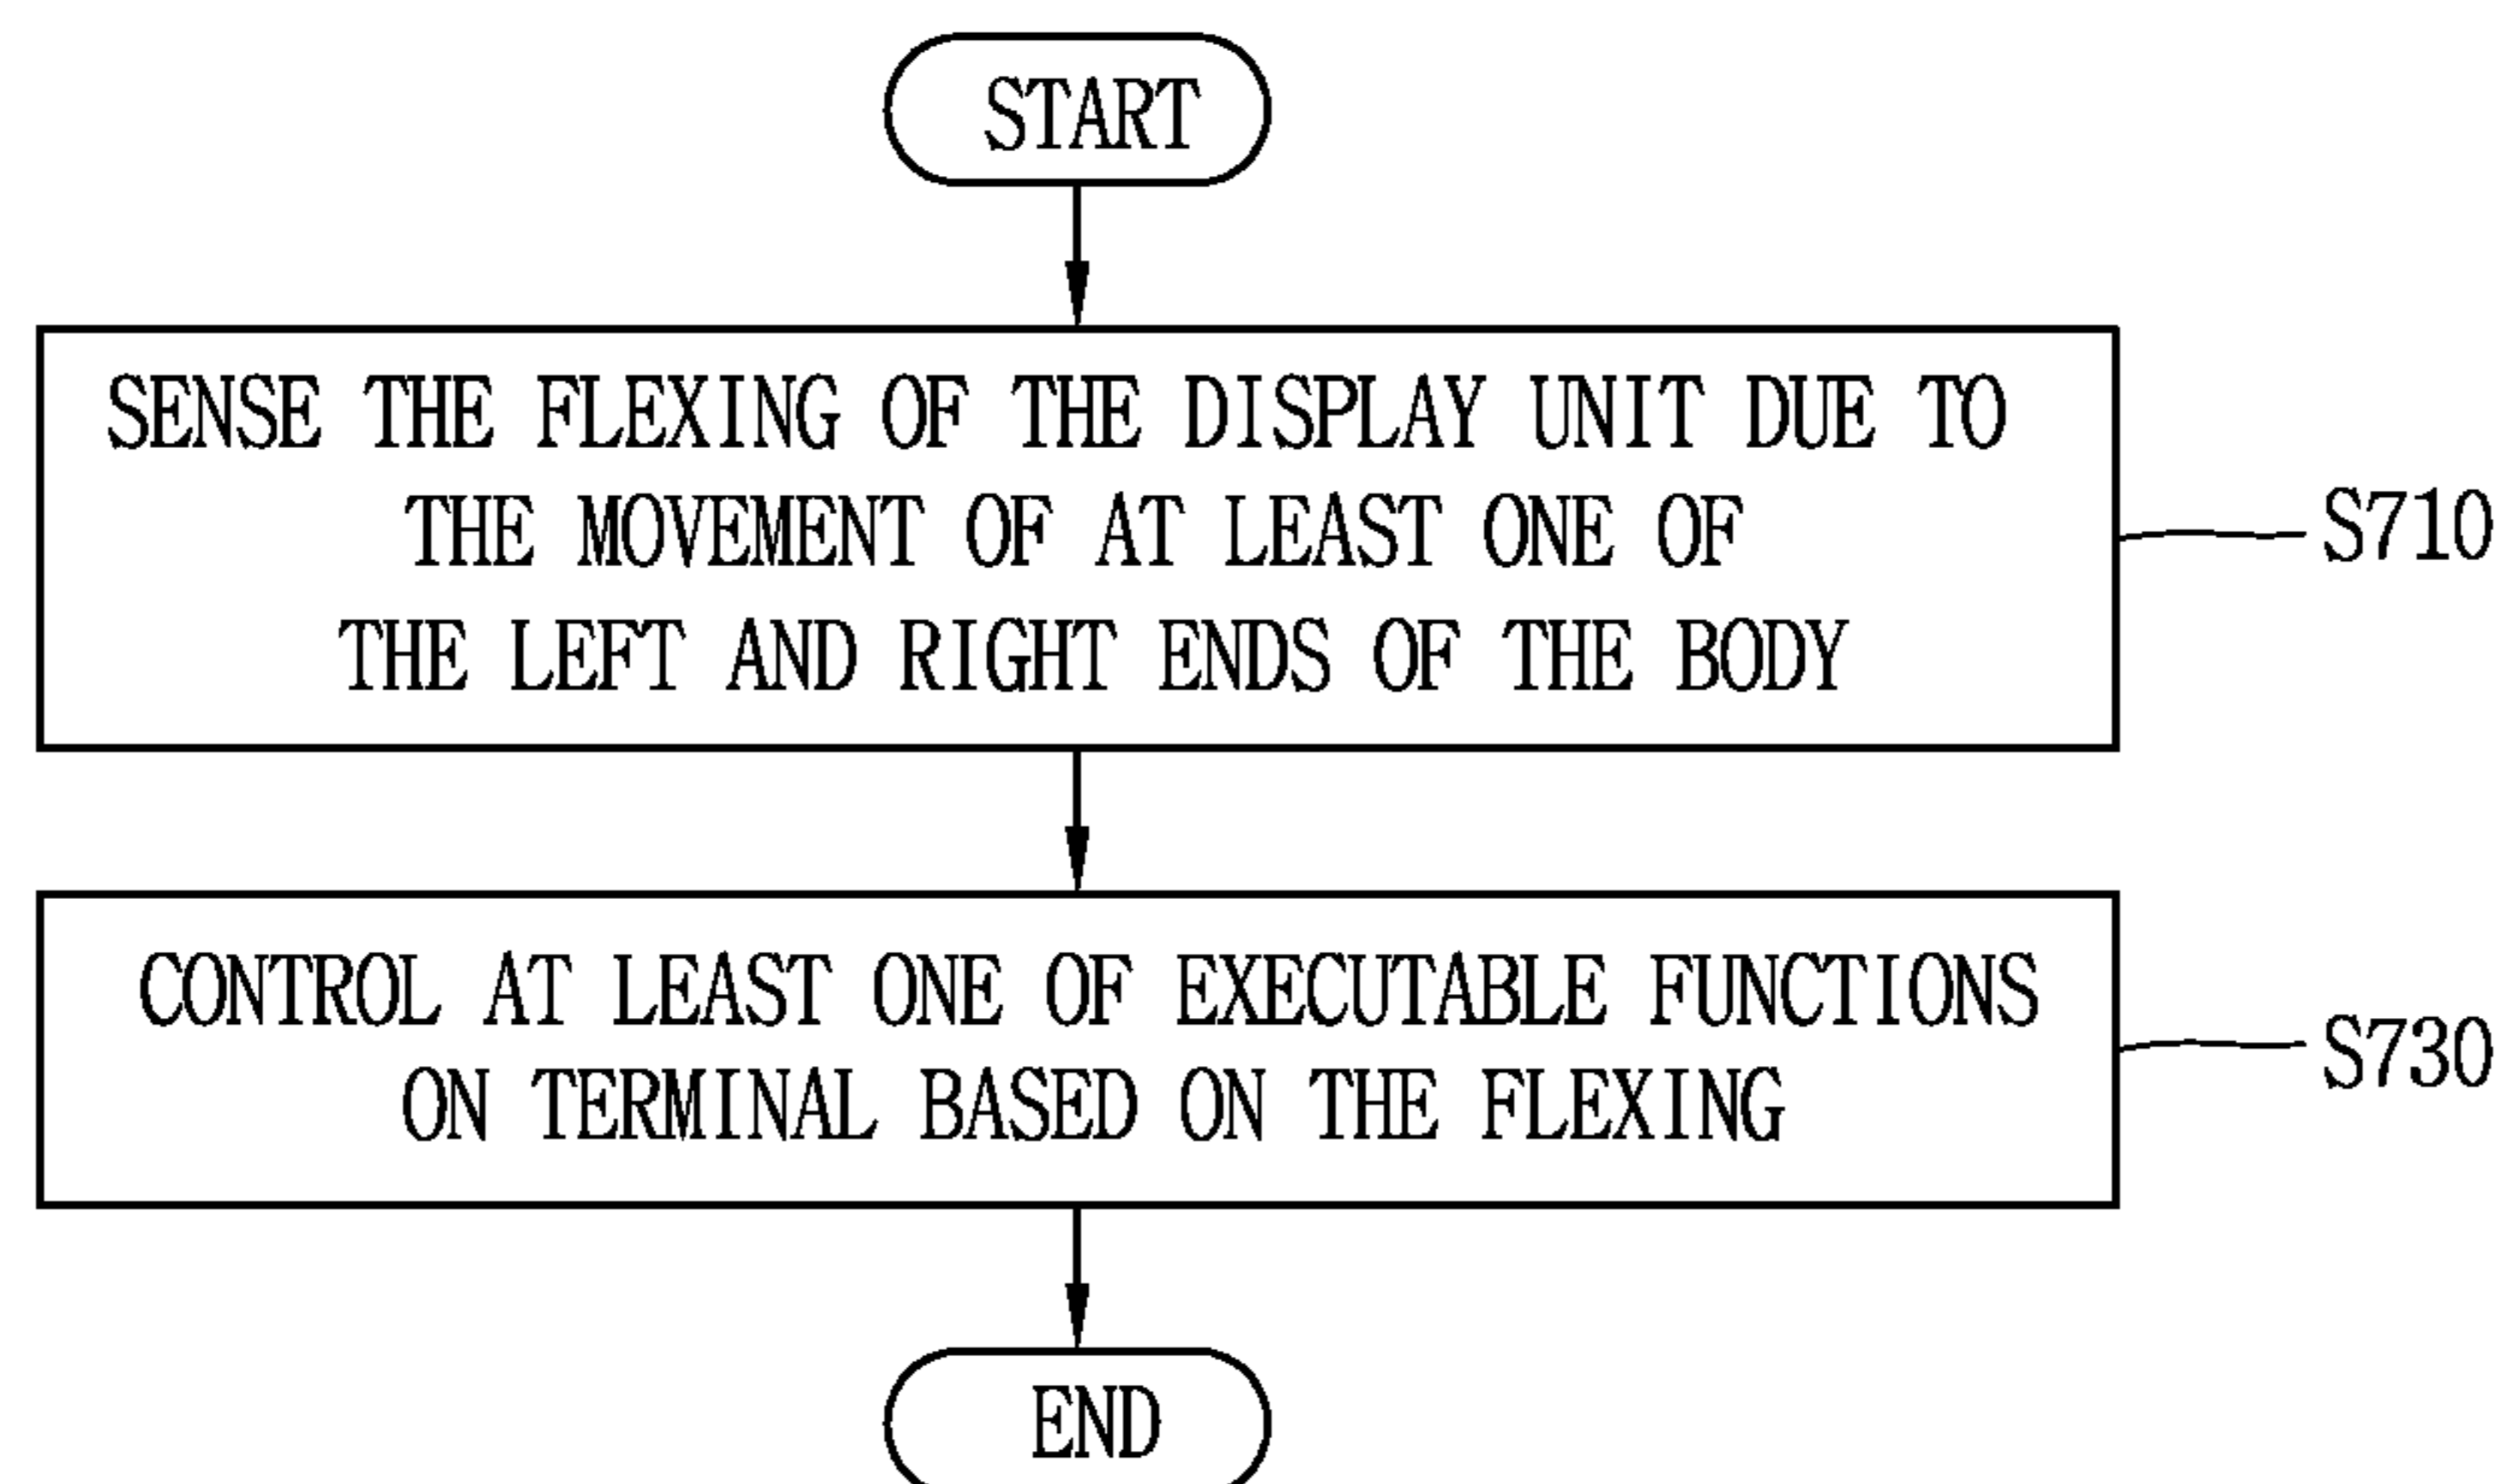 START
SENSE THE FLEXING OF THE DISPLAY UNIT DUE TO
THE MOVEMENT OF AT LEAST ONE OF
THE LEFT AND RIGHT ENDS OF THE BODY
S710
CONTROL AT LEAST ONE OF EXECUTABLE FUNCTIONS
ON TERMINAL BASED ON THE FLEXING
S730
END